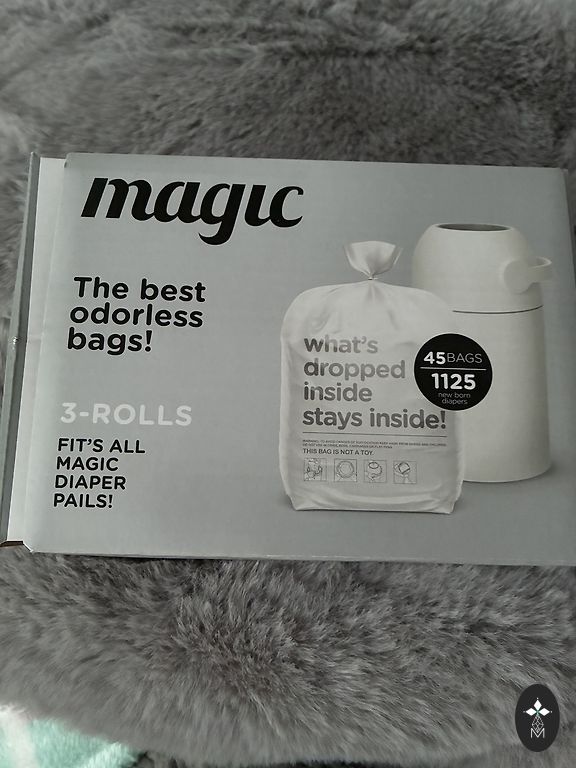 magic
The best
odorless
bags!
3-ROLLS
FIT'S ALL
MAGIC
DIAPER
PAILS!
what's
dropped
inside
stays inside!
THIS BAG IS NOT A TOY.
45BAGS
1125
new born
diapers
M